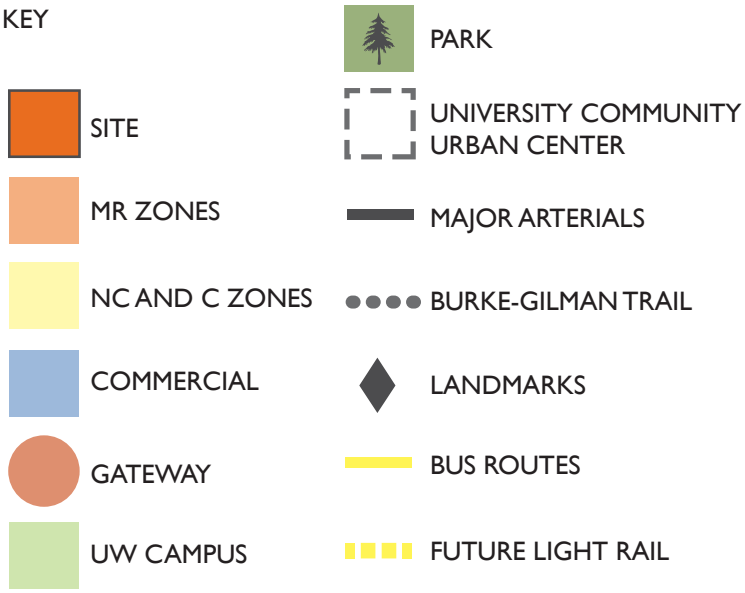 KEY
SITE
MR ZONES
NC AND C ZONES
COMMERCIAL
GATEWAY
UW CAMPUS
PARK
UNIVERSITY COMMUNITY
URBAN CENTER
MAJOR ARTERIALS
BURKE-GILMAN TRAIL
LANDMARKS
BUS ROUTES
FUTURE LIGHT RAIL